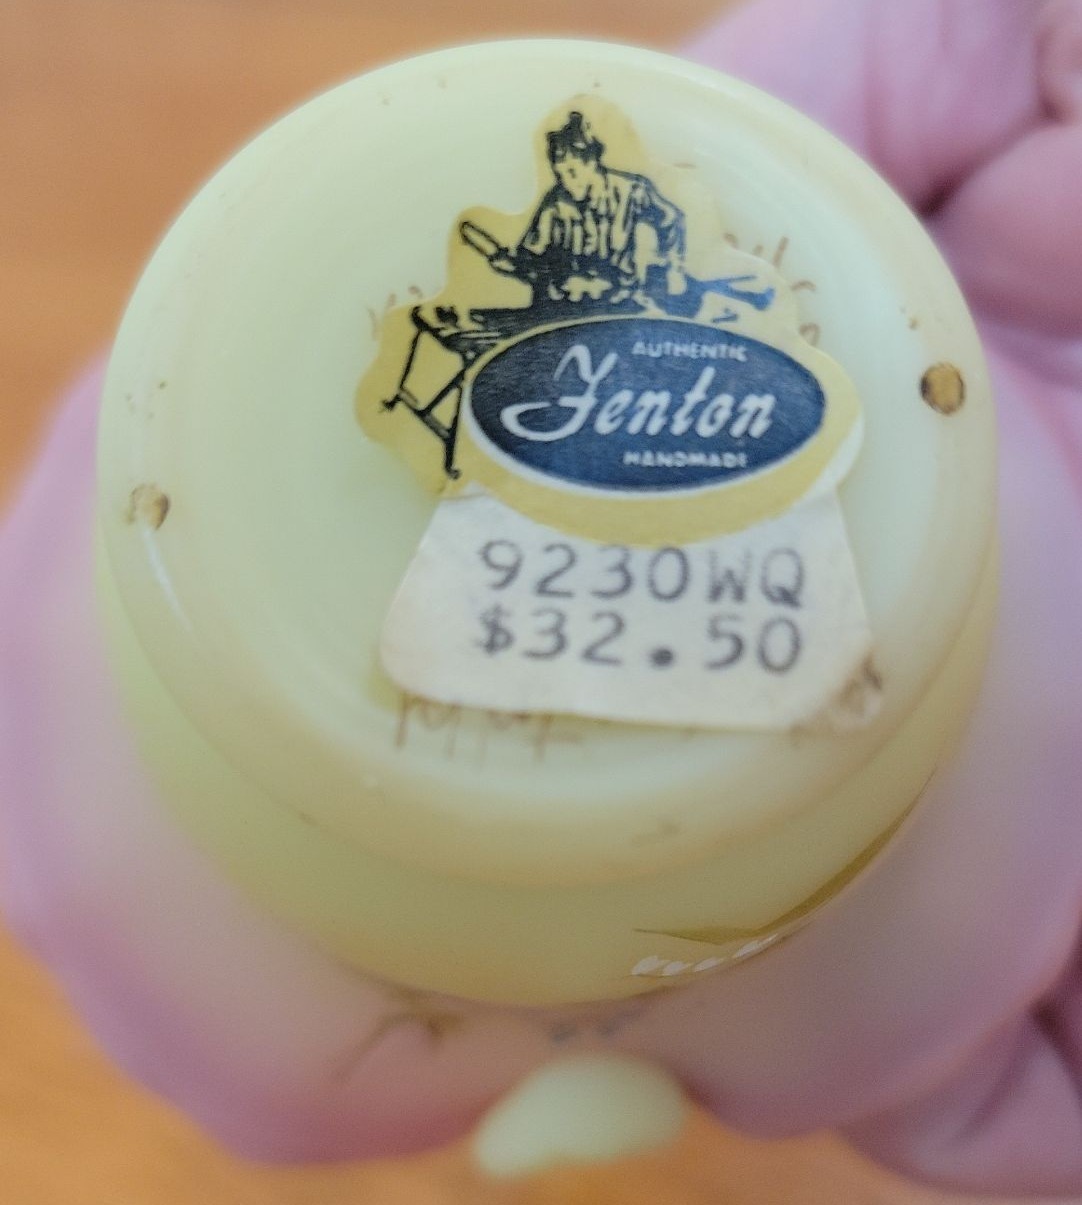 AUTHENTIC
Fenton
HANDMADE
9230WQ
$32.50